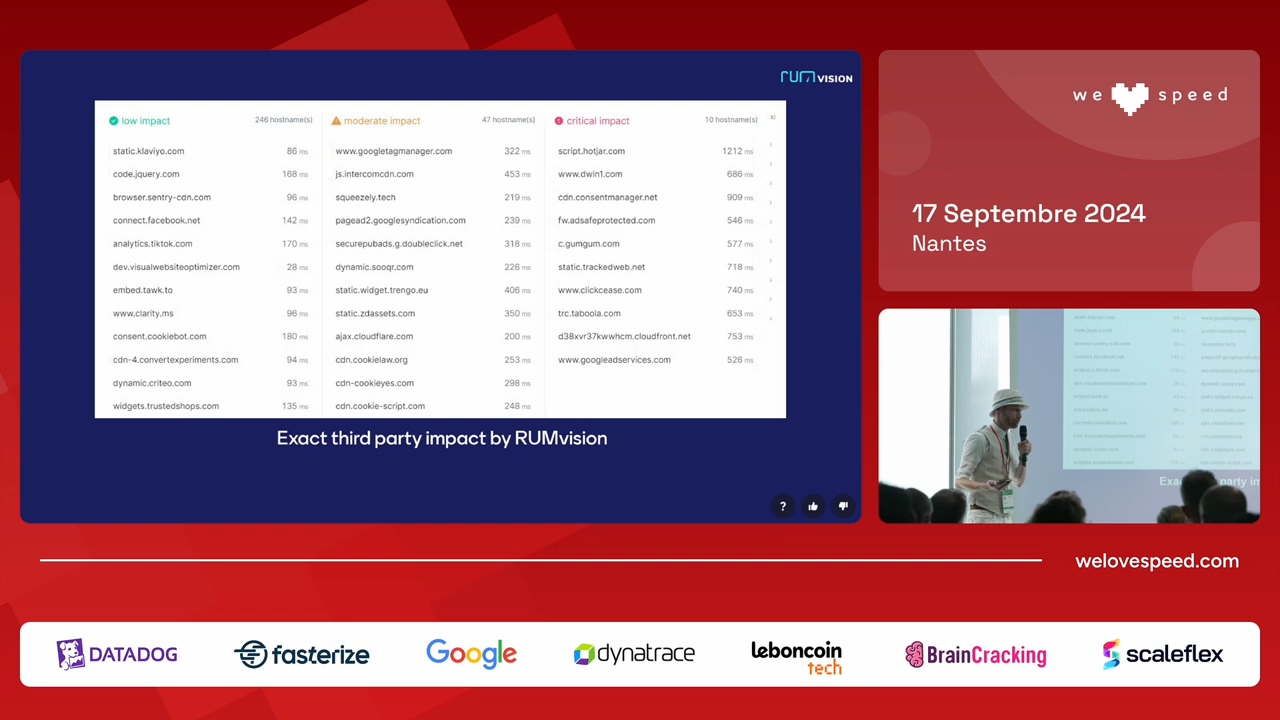 rumvision
low impact 246 hostname(s)
static.klaviyo.com 86 ms
code.jquery.com 168 ms
browser.sentry-cdn.com 96 ms
connect.facebook.net 142 ms
analytics.tiktok.com 170 ms
dev.visualwebsiteoptimizer.com 28 ms
embed.tawk.to 93 ms
www.clarity.ms 96 ms
consent.cookiebot.com 180 ms
cdn-4.convertexperiments.com 94 ms
dynamic.criteo.com 93 ms
widgets.trustedshops.com 135 ms
moderate impact 47 hostname(s)
www.googletagmanager.com 322 ms
js.intercomcdn.com 453 ms
squeezely.tech 219 ms
pagead2.googlesyndication.com 239 ms
securepubads.g.doubleclick.net 318 ms
dynamic.sooqr.com 226 ms
static.widget.trengo.eu 406 ms
static.zdassets.com 350 ms
ajax.cloudflare.com 200 ms
cdn.cookielaw.org 253 ms
cdn-cookieyes.com 298 ms
cdn.cookie-script.com 248 ms
critical impact 10 hostname(s)
script.hotjar.com 1212 ms
www.dwin1.com 686 ms
cdn.consentmanager.net 909 ms
fw.adsafeprotected.com 546 ms
c.gumgum.com 577 ms
static.trackedweb.net 718 ms
www.clickcease.com 740 ms
trc.taboola.com 653 ms
d38xvr37kwwhcm.cloudfront.net 753 ms
www.googleadservices.com 526 ms
Exact third party impact by RUMvision
?
we speed
17 Septembre 2024
Nantes
welovespeed.com
DATADOG
fasterize
Google
dynatrace
leboncoin
tech
BrainCracking
scaleflex